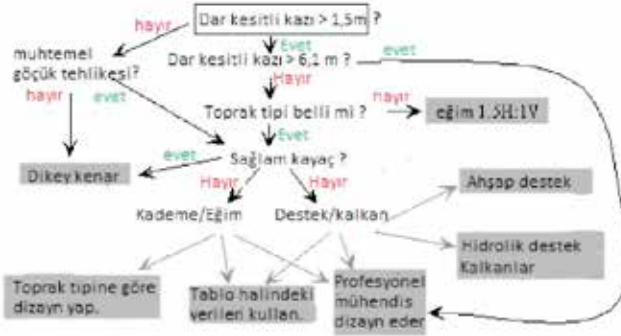 Dar kesitli kazı > 1,5m ?
hayır
Evet
muhtemel
göçük tehlikesi?
Dar kesitli kazı > 6,1 m ?
evet
hayır
evet
Hayır
Toprak tipi belli mi ?
hayır
eğim 1.5H:1V
Evet
evet
Sağlam kayaç ?
Dikey kenar
Hayır
Hayır
Ahşap destek
Kademe/Eğim
Destek/kalkan
Hidrolik destek
Kalkanlar
Toprak tipine göre
dizayn yap.
Tablo halindeki
verileri kullan.
Profesyonel
mühendis
dizayn eder